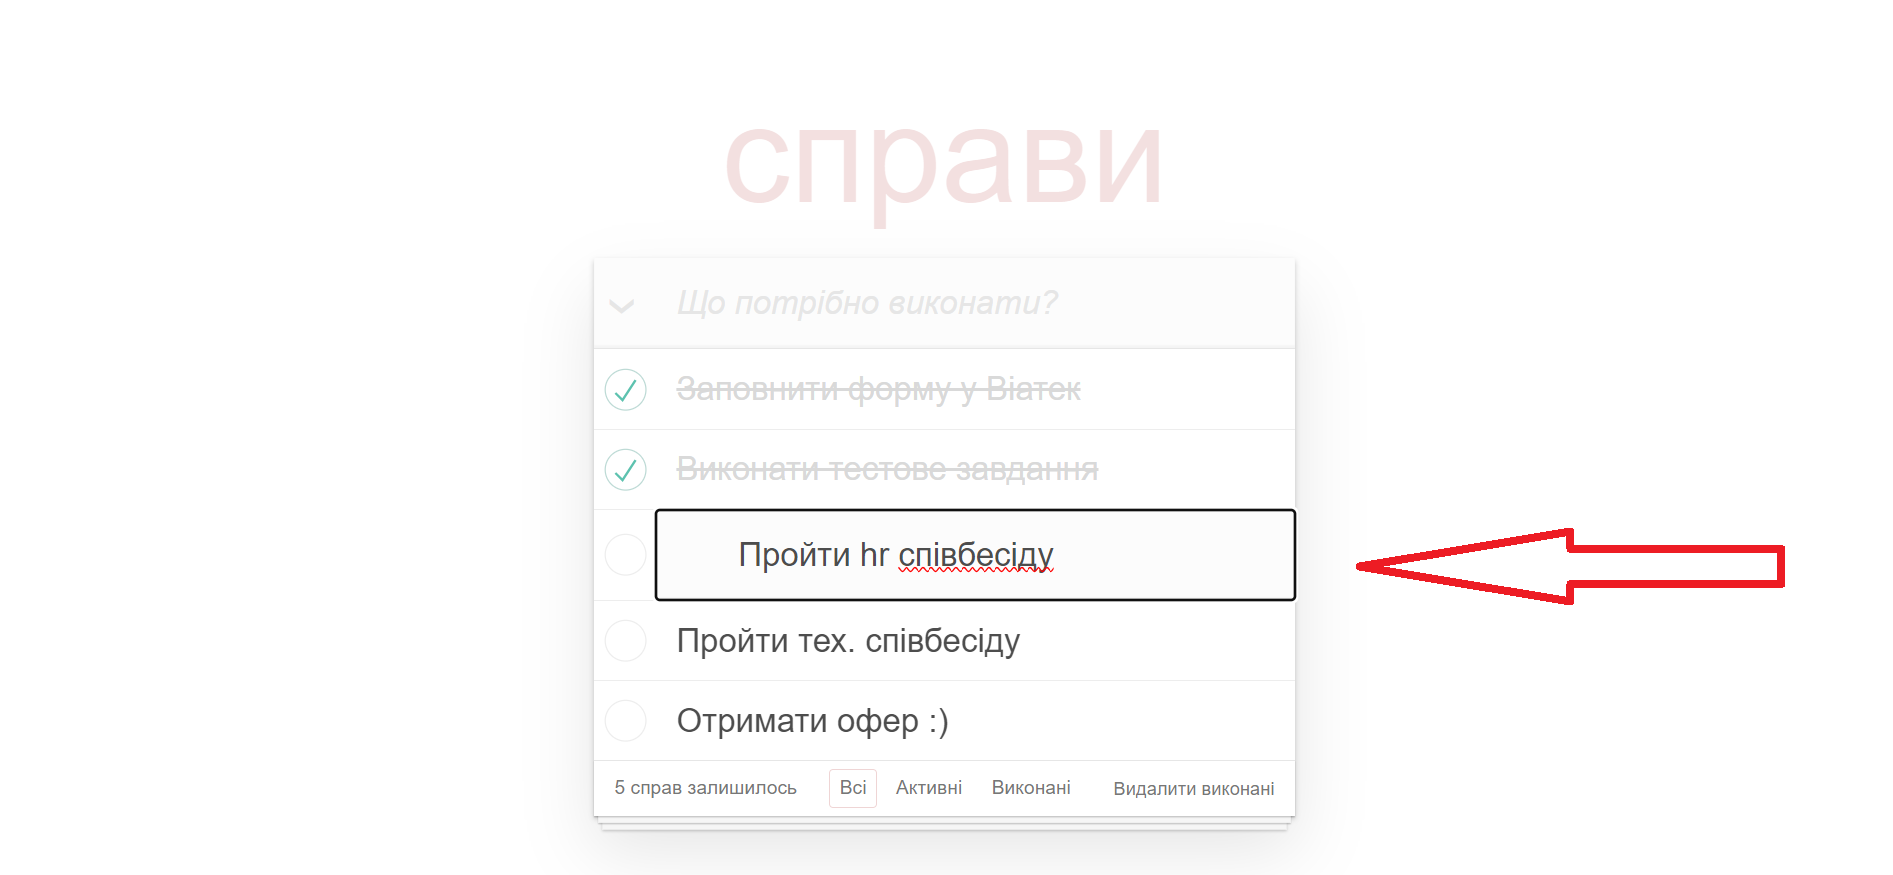 справи
Що потрібно виконати?
Заповнити форму у Віатек
Виконати тестове завдання
Пройти hr співбесіду
Пройти тех. співбесіду
Отримати офер :)
5 справ залишилось Всі Активні Виконані Видалити виконані